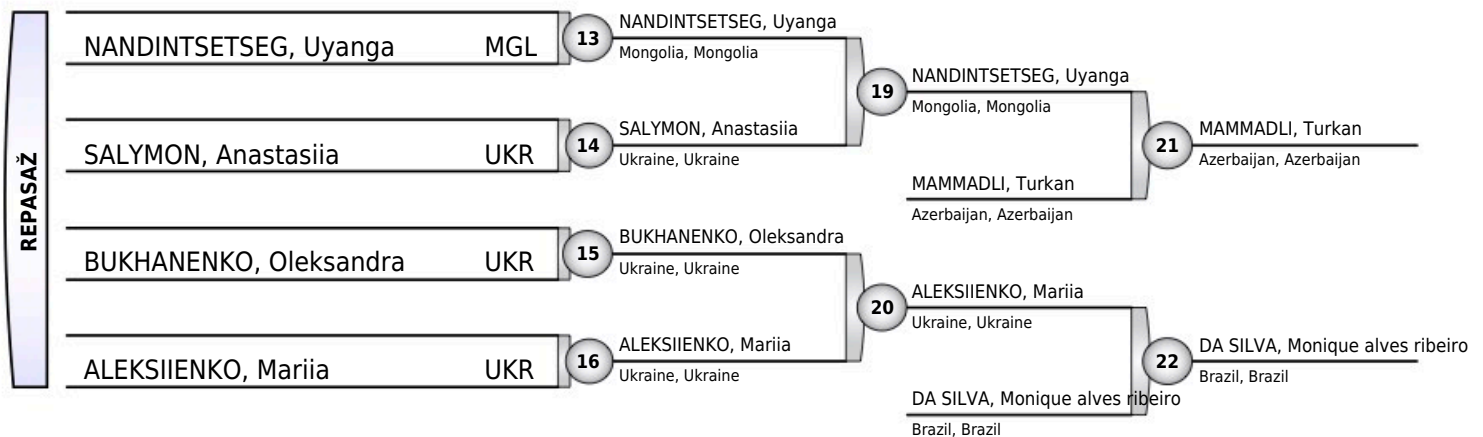 REPASAŽ
NANDINTSETSEG, Uyanga MGL
SALYMON, Anastasiia UKR
BUKHANENKO, Oleksandra UKR
ALEKSIIENKO, Mariia UKR
13
NANDINTSETSEG, Uyanga
Mongolia, Mongolia
14
SALYMON, Anastasiia
Ukraine, Ukraine
15
BUKHANENKO, Oleksandra
Ukraine, Ukraine
16
ALEKSIIENKO, Mariia
Ukraine, Ukraine
19
NANDINTSETSEG, Uyanga
Mongolia, Mongolia
MAMMADLI, Turkan
Azerbaijan, Azerbaijan
20
ALEKSIIENKO, Mariia
Ukraine, Ukraine
DA SILVA, Monique alves ribeiro
Brazil, Brazil
21
MAMMADLI, Turkan
Azerbaijan, Azerbaijan
22
DA SILVA, Monique alves ribeiro
Brazil, Brazil